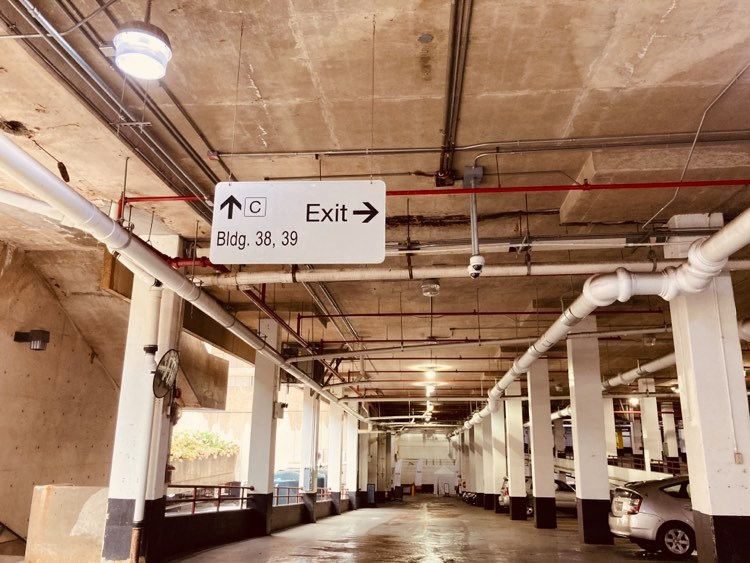 ↑ C Exit →
Bldg. 38, 39